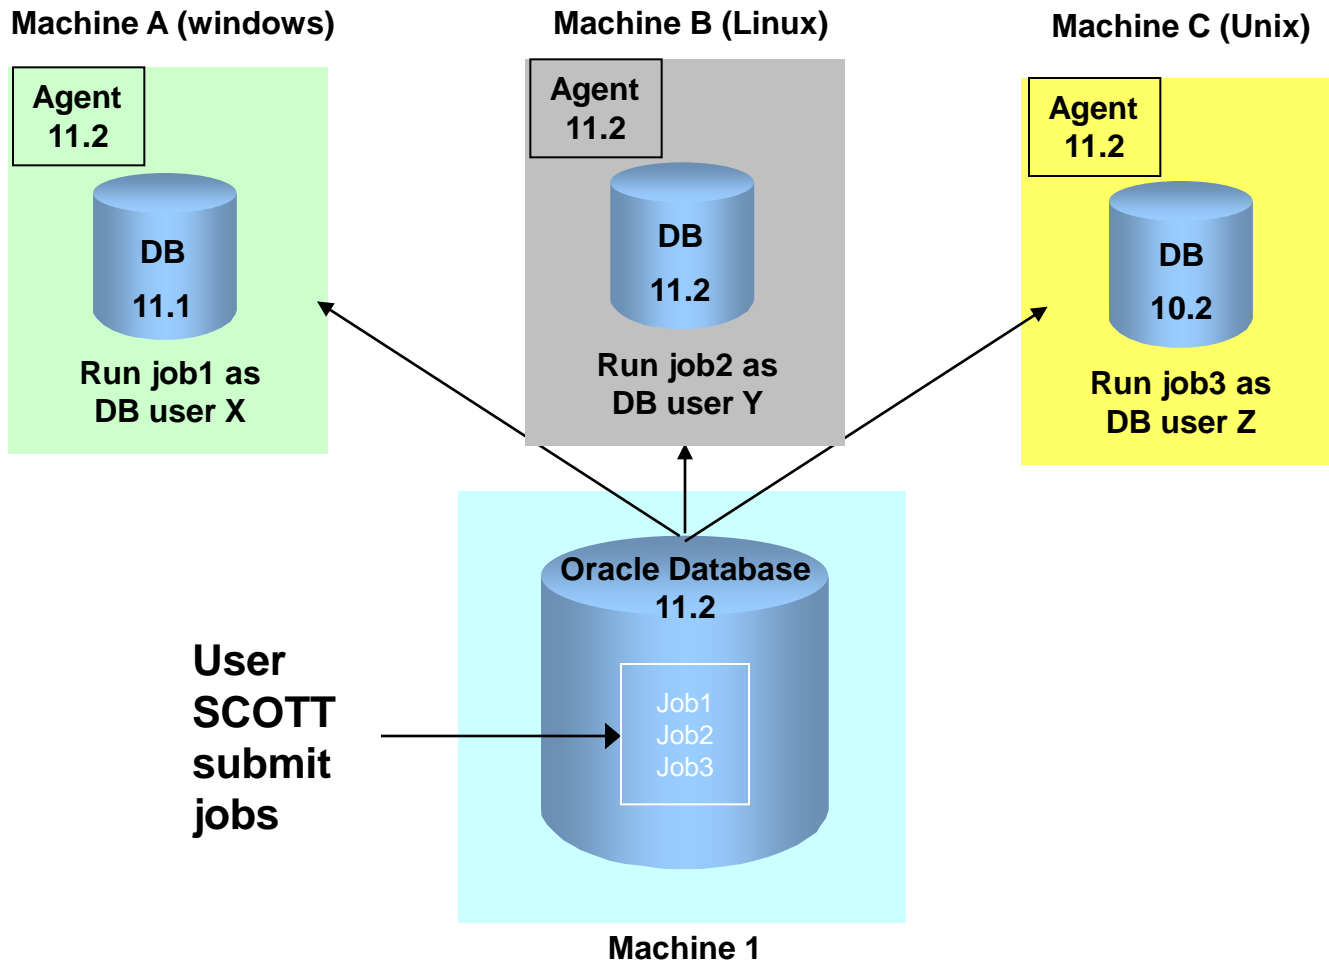 Machine A (windows)
Machine B (Linux)
Machine C (Unix)
Agent
11.2
DB
11.1
Run job1 as
DB user X
Agent
11.2
DB
11.2
Run job2 as
DB user Y
Agent
11.2
DB
10.2
Run job3 as
DB user Z
Oracle Database
11.2
User
SCOTT
submit
jobs
Job1
Job2
Job3
Machine 1